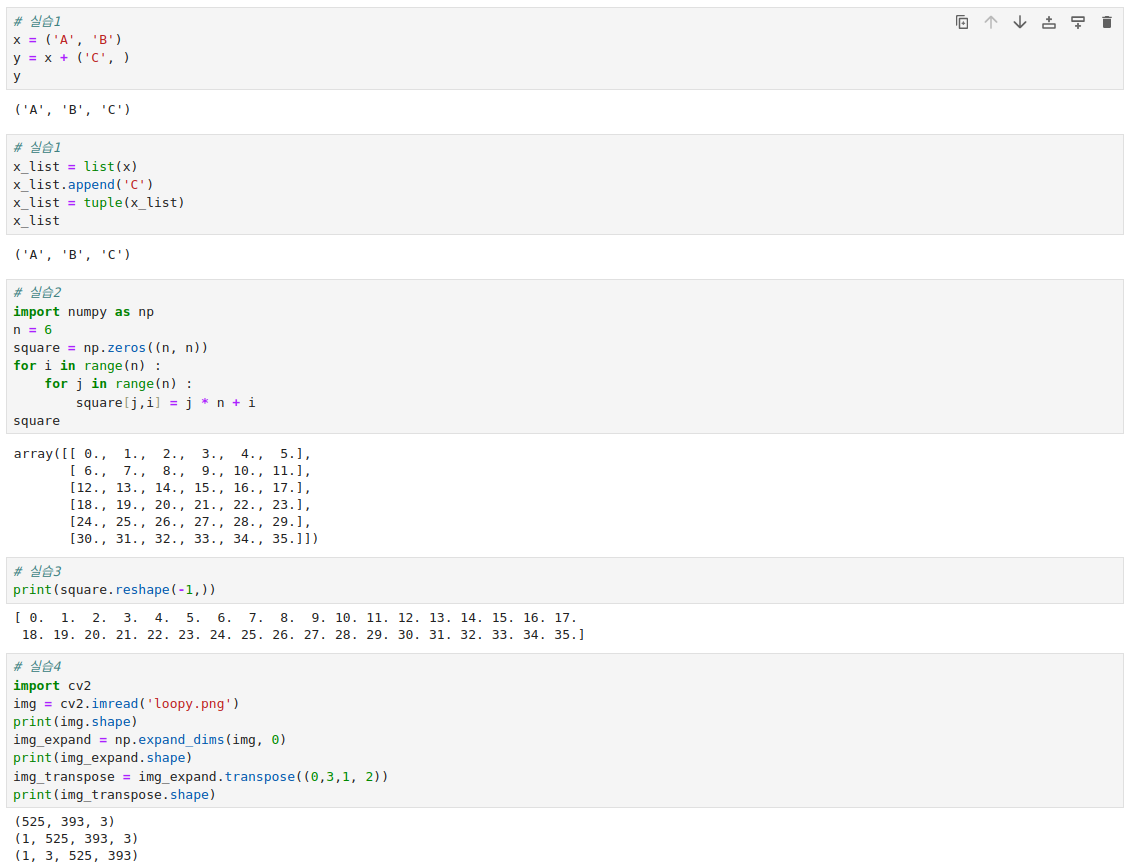 # 실습1
x = ('A', 'B')
y = x + ('C', )
y
('A', 'B', 'C')
# 실습1
x_list = list(x)
x_list.append('C')
x_list = tuple(x_list)
x_list
('A', 'B', 'C')
# 실습2
import numpy as np
n = 6
square = np.zeros((n, n))
for i in range(n) :
    for j in range(n) :
        square[j,i] = j * n + i
square
array([[ 0.,  1.,  2.,  3.,  4.,  5.],
       [ 6.,  7.,  8.,  9., 10., 11.],
       [12., 13., 14., 15., 16., 17.],
       [18., 19., 20., 21., 22., 23.],
       [24., 25., 26., 27., 28., 29.],
       [30., 31., 32., 33., 34., 35.]])
# 실습3
print(square.reshape(-1,))
[ 0.  1.  2.  3.  4.  5.  6.  7.  8.  9. 10. 11. 12. 13. 14. 15. 16. 17.
 18. 19. 20. 21. 22. 23. 24. 25. 26. 27. 28. 29. 30. 31. 32. 33. 34. 35.]
# 실습4
import cv2
img = cv2.imread('loopy.png')
print(img.shape)
img_expand = np.expand_dims(img, 0)
print(img_expand.shape)
img_transpose = img_expand.transpose((0,3,1, 2))
print(img_transpose.shape)
(525, 393, 3)
(1, 525, 393, 3)
(1, 3, 525, 393)